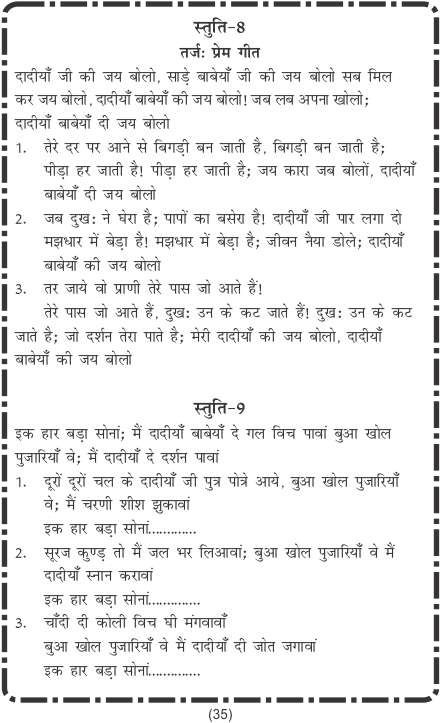 स्तुति-8
तर्ज: प्रेम गीत
दादीयाँ जी की जय बोलो, साड़े बाबेयाँ जी की जय बोलो सब मिल
कर जय बोलो, दादीयाँ बाबेयाँ की जय बोलो! जब लब अपना खोलो;
दादीयाँ बाबेयाँ दी जय बोलो
1. तेरे दर पर आने से बिगड़ी बन जाती है, बिगड़ी बन जाती है;
पीड़ा हर जाती है! पीड़ा हर जाती है; जय कारा जब बोलों, दादीयाँ
बाबेयाँ दी जय बोलो
2. जब दुख: ने घेरा है; पापों का बसेरा है! दादीयाँ जी पार लगा दो
मझधार में बेड़ा है! मझधार में बेड़ा है; जीवन नैया डोले; दादीयाँ
बाबेयाँ की जय बोलो
3. तर जाये वो प्राणी तेरे पास जो आते हैं!
तेरे पास जो आते हैं, दुख: उन के कट जाते हैं! दुख: उन के कट
जाते है; जो दर्शन तेरा पाते है; मेरी दादीयाँ की जय बोलो, दादीयाँ
बाबेयाँ की जय बोलो
स्तुति-9
इक हार बड़ा सोनां; मैं दादीयाँ बाबेयाँ दे गल विच पावां बुआ खोल
पुजारियाँ वे; मैं दादीयाँ दे दर्शन पावां
1. दूरों दूरों चल के दादीयाँ जी पुत्र पोत्रे आये, बुआ खोल पुजारियाँ
वे; मैं चरणी शीश झुकावां
इक हार बड़ा सोनां.............
2. सूरज कुण्ड़ तो मैं जल भर लिआवां; बुआ खोल पुजारियाँ वे मैं
दादीयाँ स्नान करावां
इक हार बड़ा सोनां..............
3. चाँदी दी कोली विच घी मंगवावाँ
बुआ खोल पुजारियाँ वे मैं दादीयाँ दी जोत जगावां
इक हार बड़ा सोनां..............
(35)